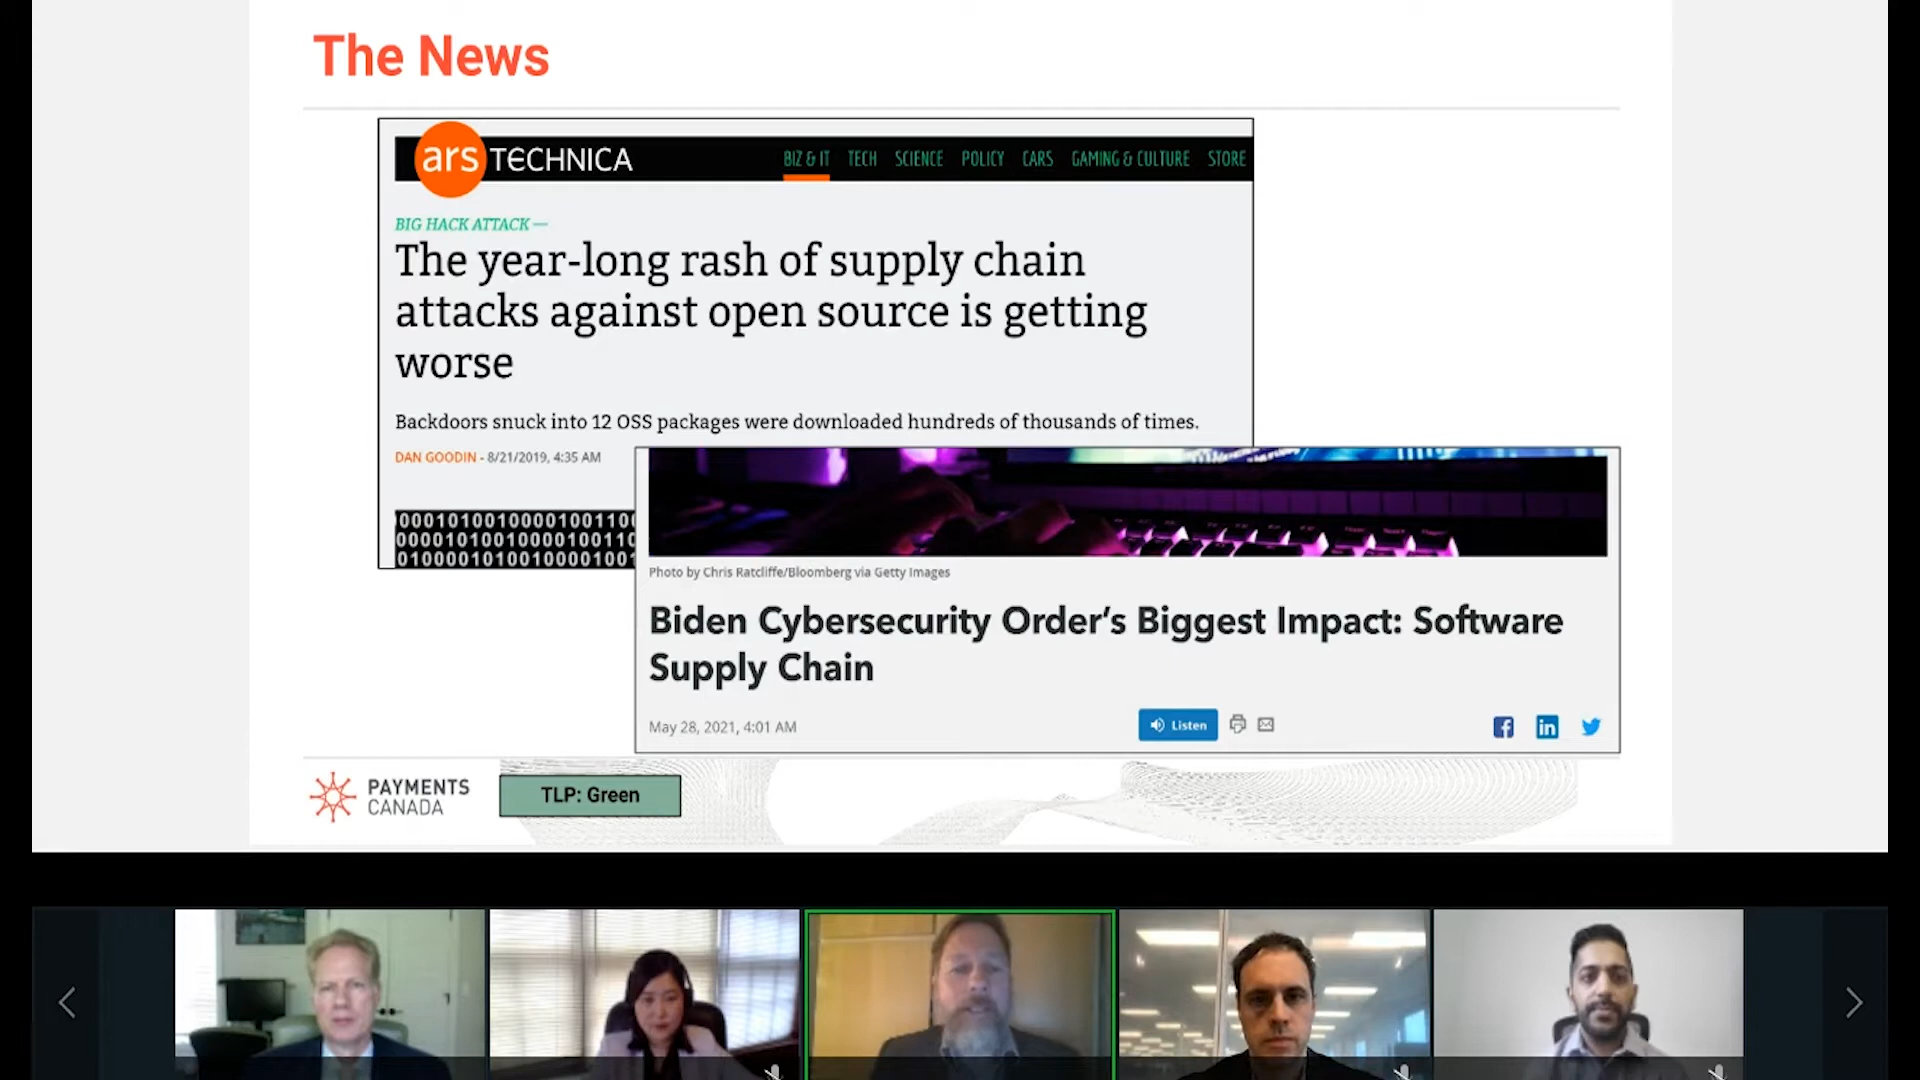 The News
ars TECHNICA
BIZ & IT TECH SCIENCE POLICY CARS GAMING & CULTURE STORE
BIG HACK ATTACK —
The year-long rash of supply chain
attacks against open source is getting
worse
Backdoors snuck into 12 OSS packages were downloaded hundreds of thousands of times.
DAN GOODIN - 8/21/2019, 4:35 AM
Photo by Chris Ratcliffe/Bloomberg via Getty Images
Biden Cybersecurity Order's Biggest Impact: Software
Supply Chain
May 28, 2021, 4:01 AM
Listen
PAYMENTS
CANADA
TLP: Green